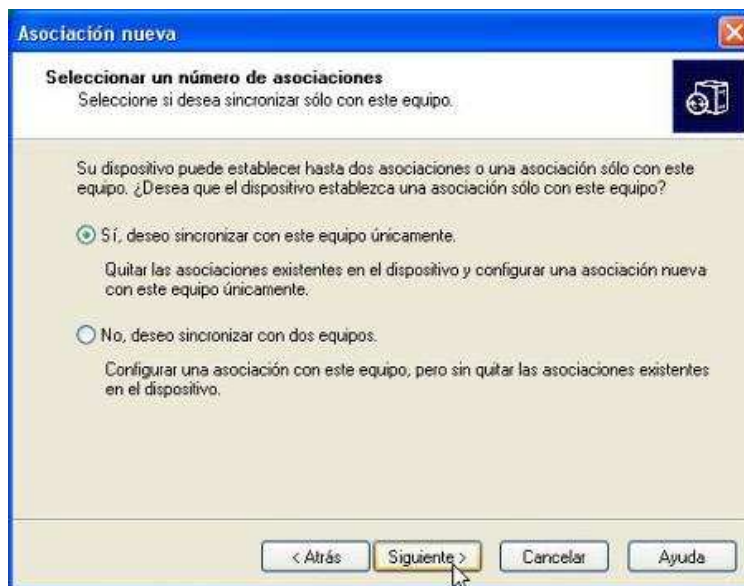 Asociación nueva
Seleccionar un número de asociaciones
Seleccione si desea sincronizar sólo con este equipo.
Su dispositivo puede establecer hasta dos asociaciones o una asociación sólo con este
equipo. ¿Desea que el dispositivo establezca una asociación sólo con este equipo?
Sí, deseo sincronizar con este equipo únicamente.
Quitar las asociaciones existentes en el dispositivo y configurar una asociación nueva
con este equipo únicamente.
No, deseo sincronizar con dos equipos.
Configurar una asociación con este equipo, pero sin quitar las asociaciones existentes
en el dispositivo.
< Atrás Siguiente > Cancelar Ayuda